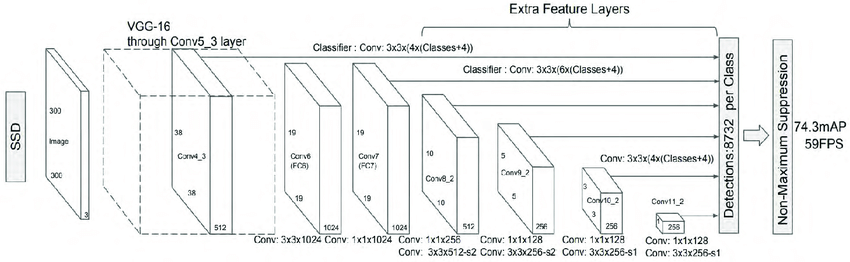 Extra Feature Layers
VGG-16
through Conv5_3 layer
Classifier : Conv: 3x3x(4x(Classes+4))
Classifier : Conv: 3x3x(6x(Classes+4))
SSD
300
Image
300
3
38
Conv4_3
38
512
19
Conv6
(FC6)
19
1024
19
Conv7
(FC7)
19
1024
10
Conv8_2
10
512
5
Conv9_2
5
256
Conv: 3x3x(4x(Classes+4))
3
Conv10_2
3
256
Conv11_2
1
256
Detections:8732 per Class
Non-Maximum Suppression
74.3mAP
59FPS
Conv: 3x3x1024
Conv: 1x1x1024
Conv: 1x1x256
Conv: 3x3x512-s2
Conv: 1x1x128
Conv: 3x3x256-s2
Conv: 1x1x128
Conv: 3x3x256-s1
Conv: 1x1x128
Conv: 3x3x256-s1